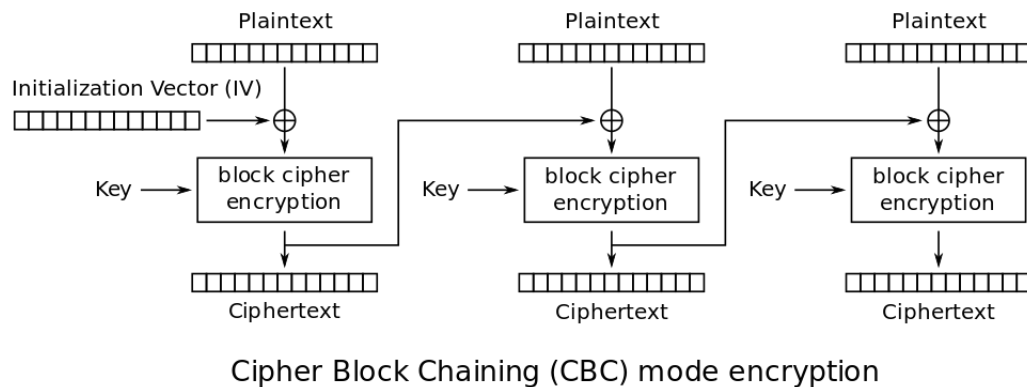 Plaintext
Plaintext
Plaintext
Initialization Vector (IV)
Key
block cipher
encryption
Key
block cipher
encryption
Key
block cipher
encryption
Ciphertext
Ciphertext
Ciphertext
Cipher Block Chaining (CBC) mode encryption